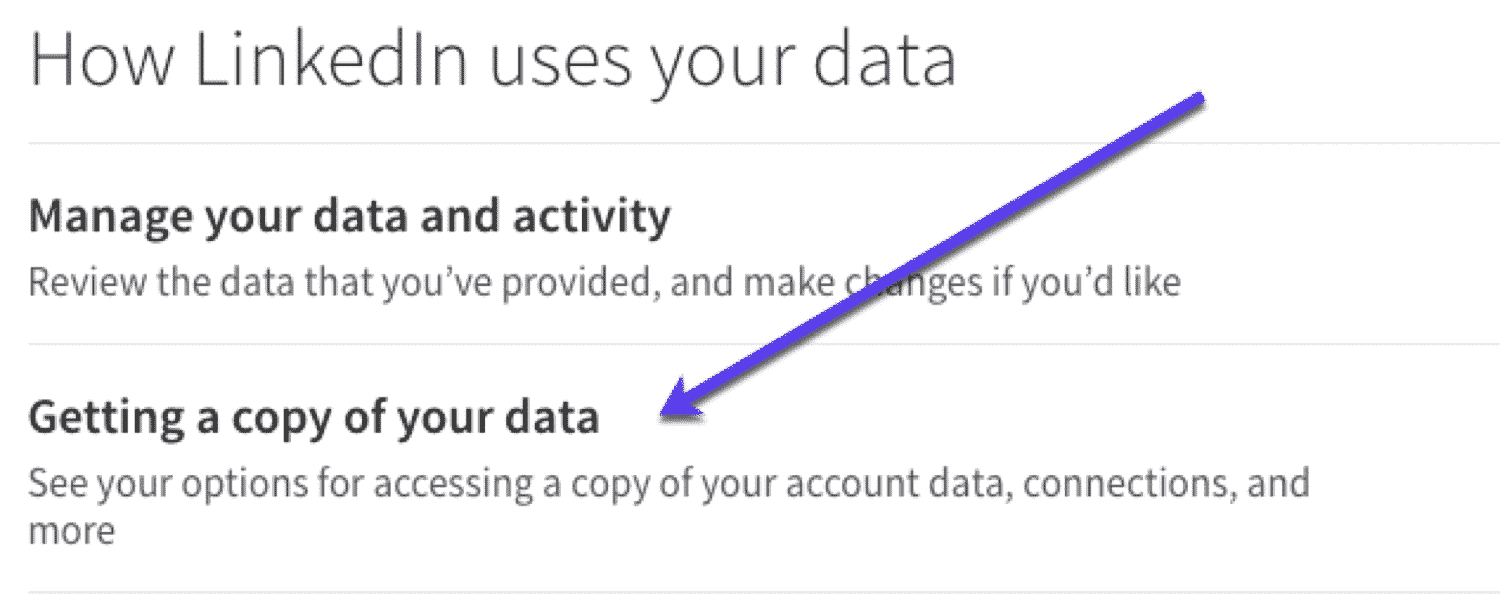 How LinkedIn uses your data
Manage your data and activity
Review the data that you’ve provided, and make changes if you’d like
Getting a copy of your data
See your options for accessing a copy of your account data, connections, and
more